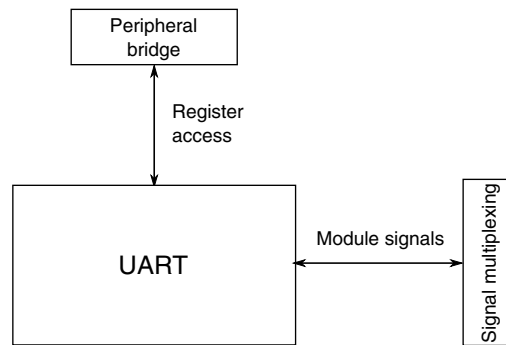 Peripheral
bridge
Register
access
UART
Module signals
Signal multiplexing